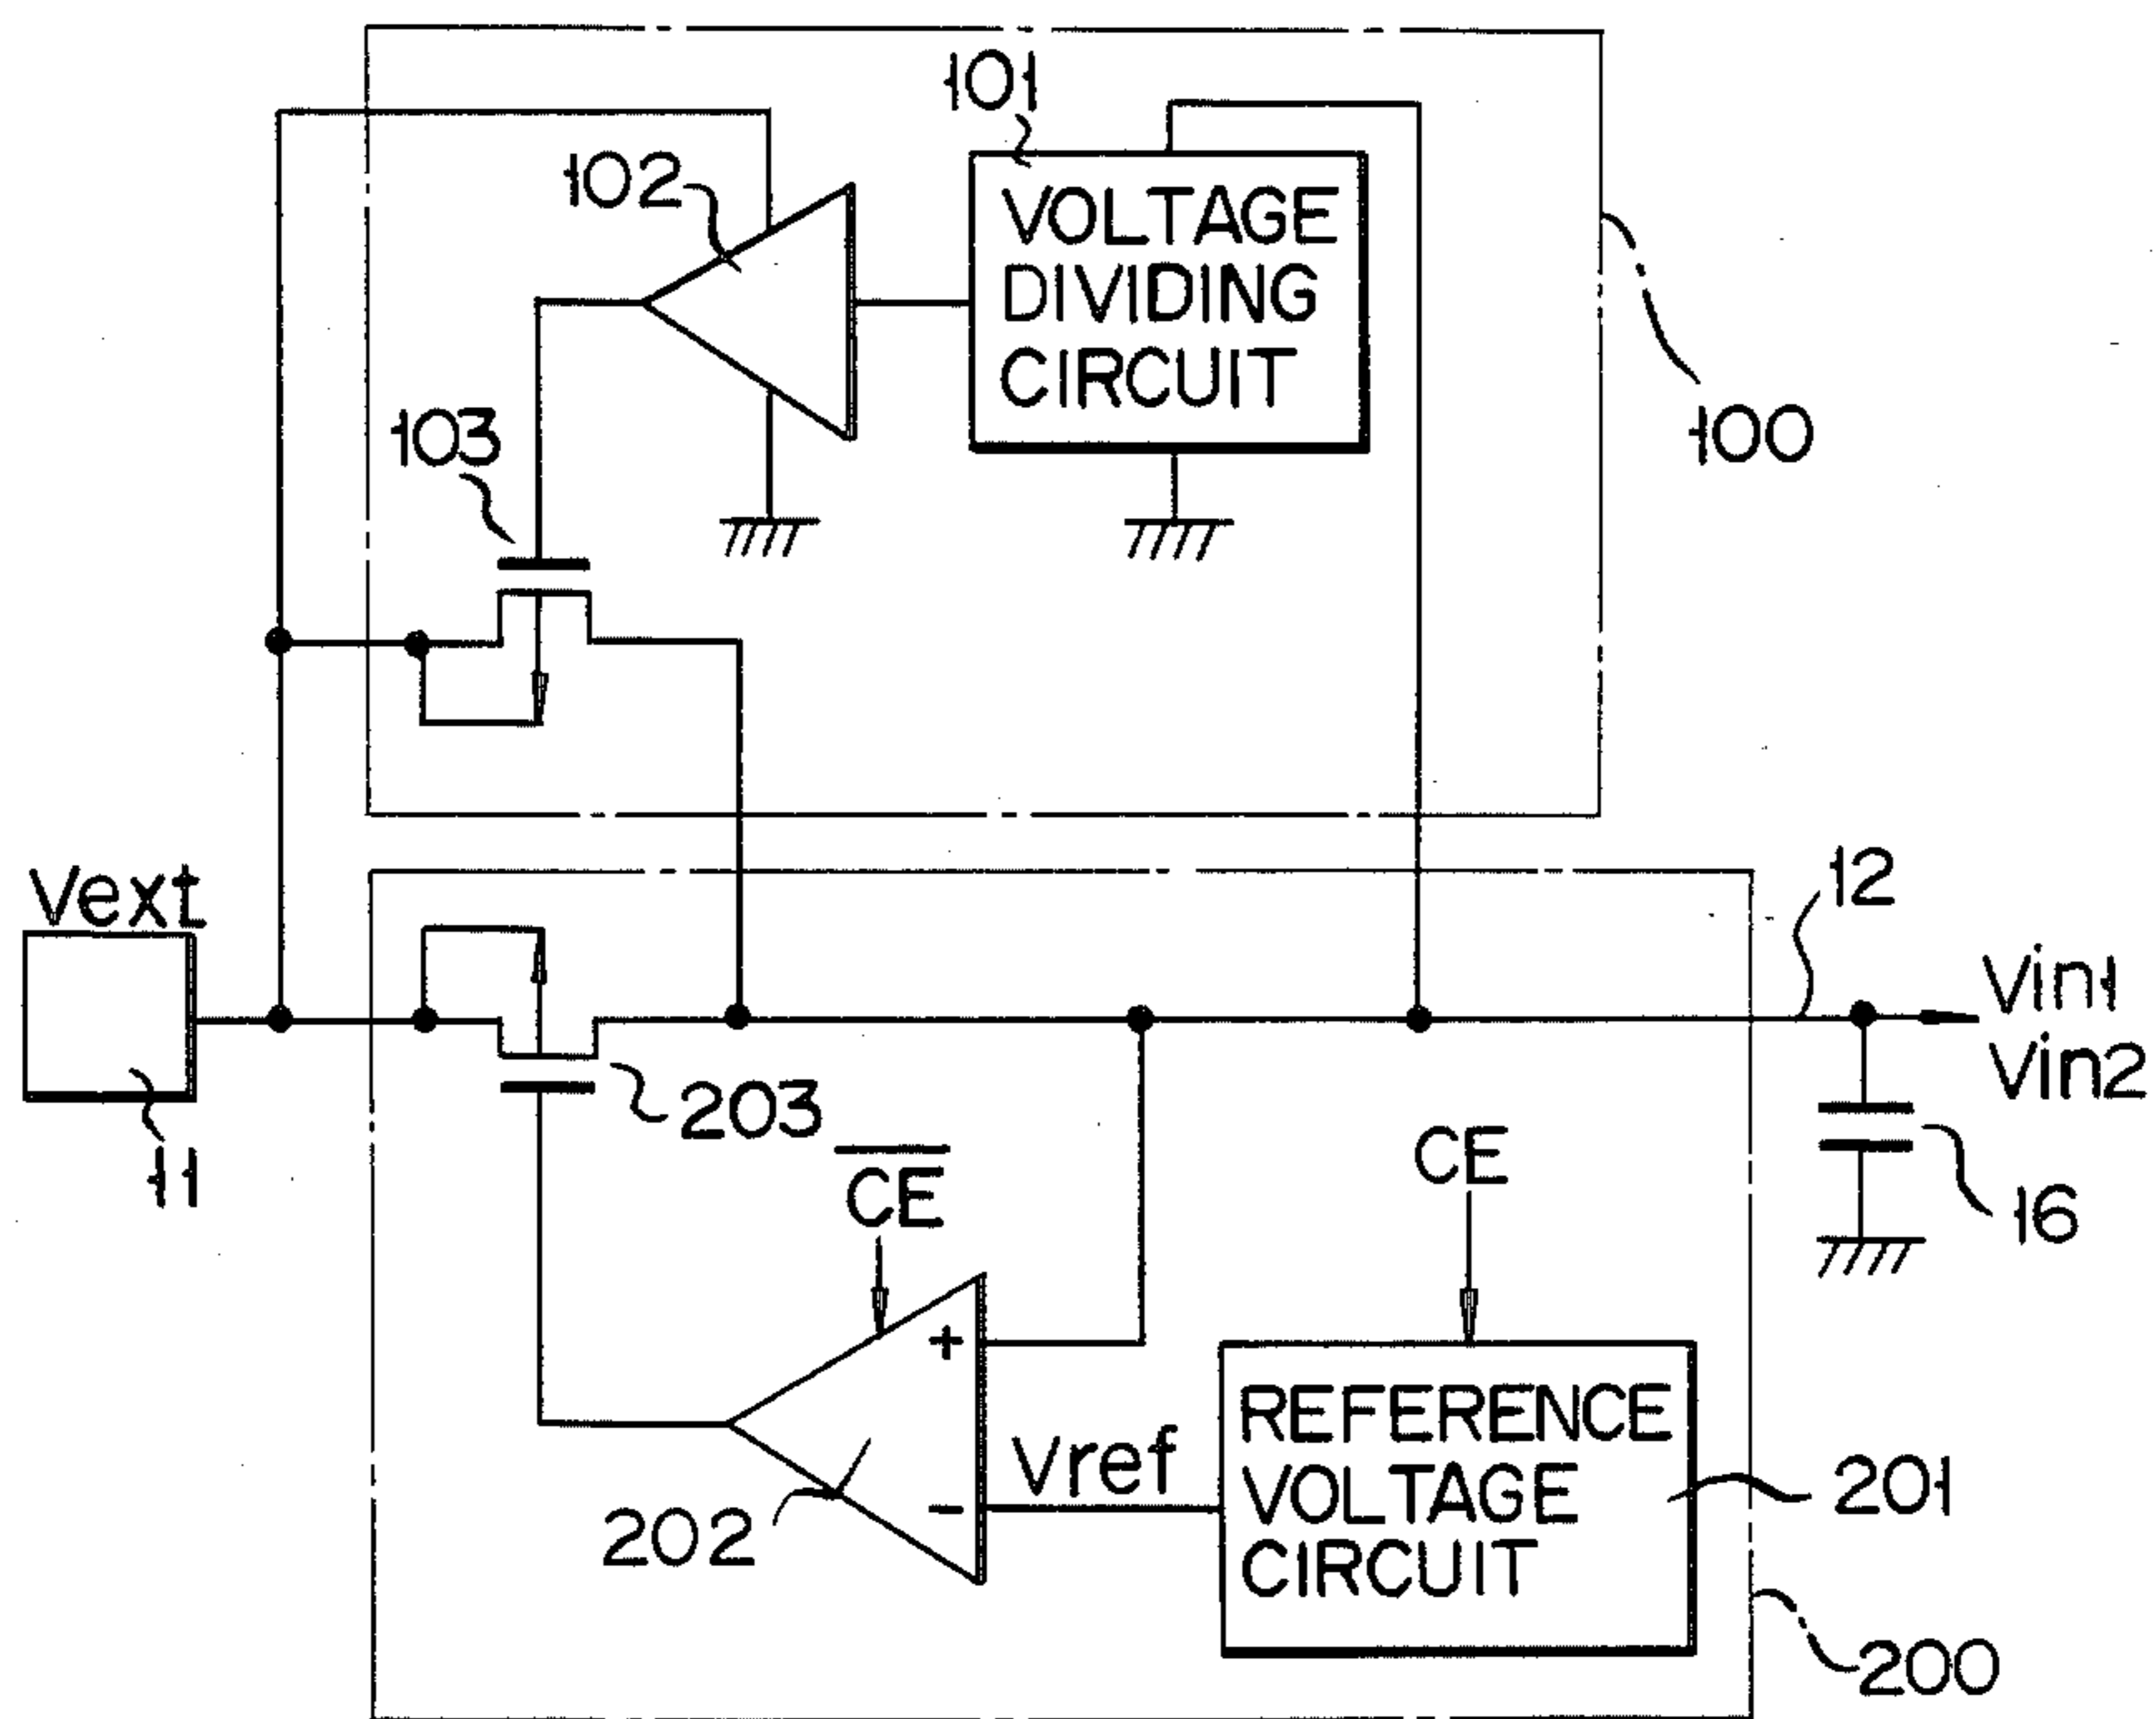 101
102
VOLTAGE
DIVIDING
CIRCUIT
103
100
Vext
12
Vin1
Vin2
203
CE
CE
11
16
+
REFERENCE
VOLTAGE
CIRCUIT
Vref
-
201
202
200